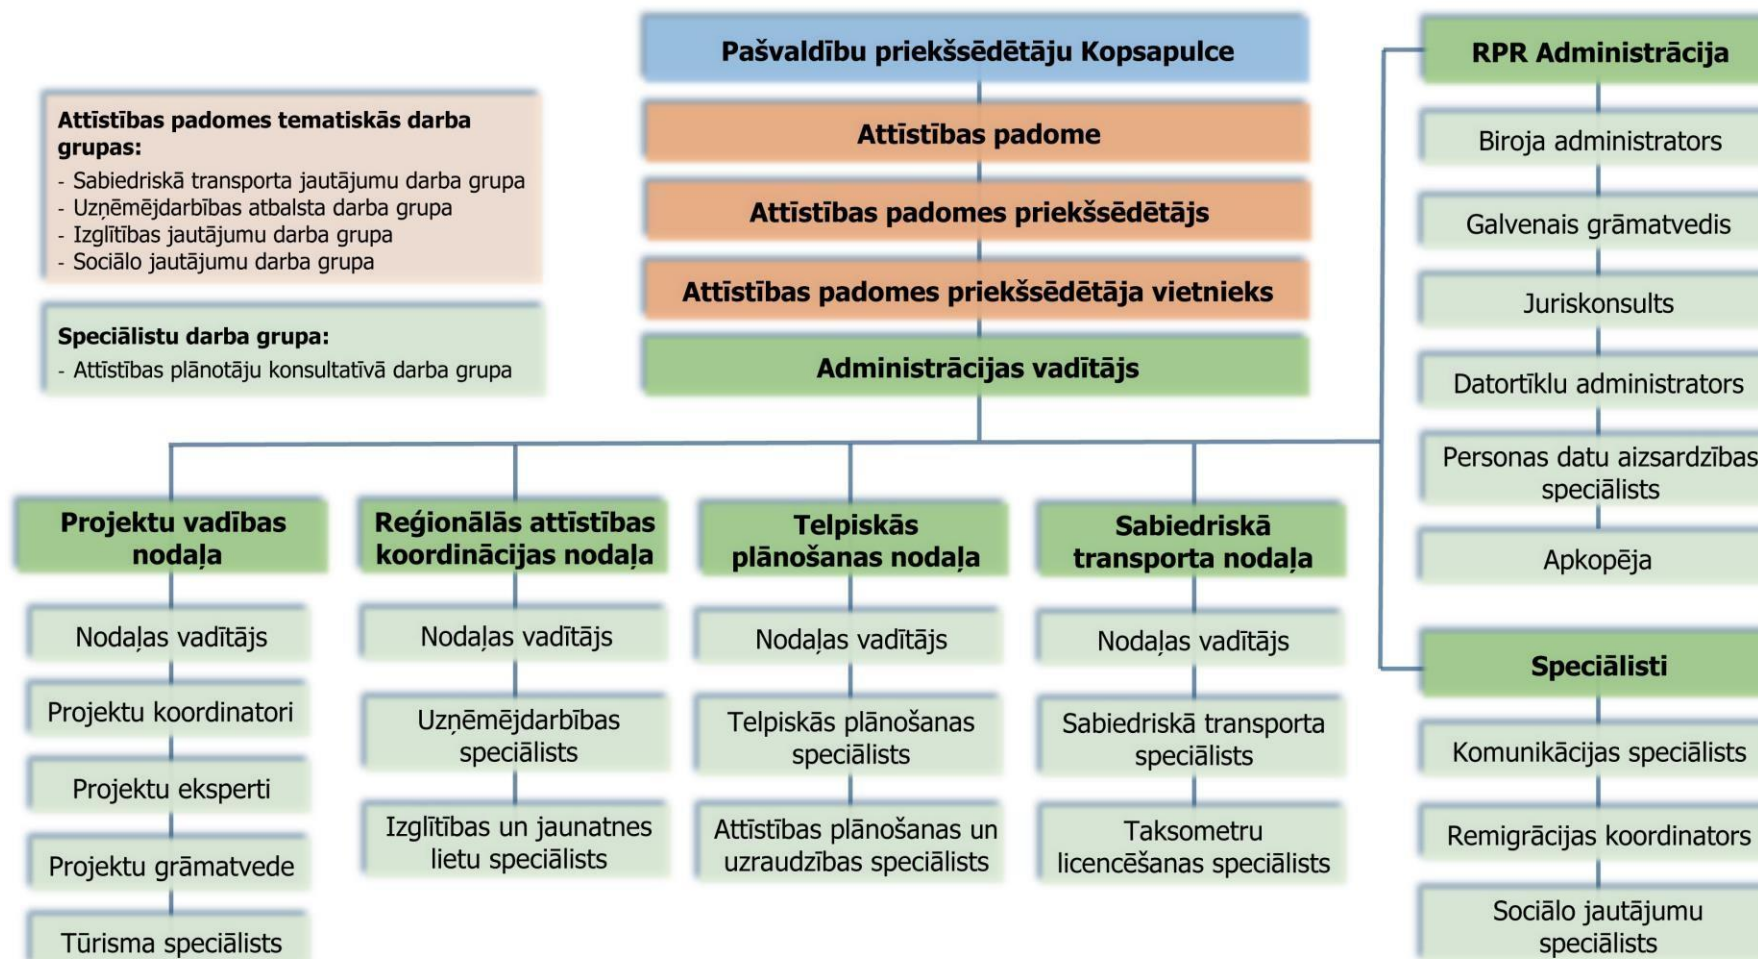 Pašvaldību priekšsēdētāju Kopsapulce
Attīstības padome
Attīstības padomes priekšsēdētājs
Attīstības padomes priekšsēdētāja vietnieks
Administrācijas vadītājs
Attīstības padomes tematiskās darba
grupas:
- Sabiedriskā transporta jautājumu darba grupa
- Uzņēmējdarbības atbalsta darba grupa
- Izglītības jautājumu darba grupa
- Sociālo jautājumu darba grupa
Speciālistu darba grupa:
- Attīstības plānotāju konsultatīvā darba grupa
Projektu vadības
nodaļa
Nodaļas vadītājs
Projektu koordinatori
Projektu eksperti
Projektu grāmatvede
Tūrisma speciālists
Reģionālās attīstības
koordinācijas nodaļa
Nodaļas vadītājs
Uzņēmējdarbības
speciālists
Izglītības un jaunatnes
lietu speciālists
Telpiskās
plānošanas nodaļa
Nodaļas vadītājs
Telpiskās plānošanas
speciālists
Attīstības plānošanas un
uzraudzības speciālists
Sabiedriskā
transporta nodaļa
Nodaļas vadītājs
Sabiedriskā transporta
speciālists
Taksometru
licencēšanas speciālists
RPR Administrācija
Biroja administrators
Galvenais grāmatvedis
Juriskonsults
Datortīklu administrators
Personas datu aizsardzības
speciālists
Apkopēja
Speciālisti
Komunikācijas speciālists
Remigrācijas koordinators
Sociālo jautājumu
speciālists